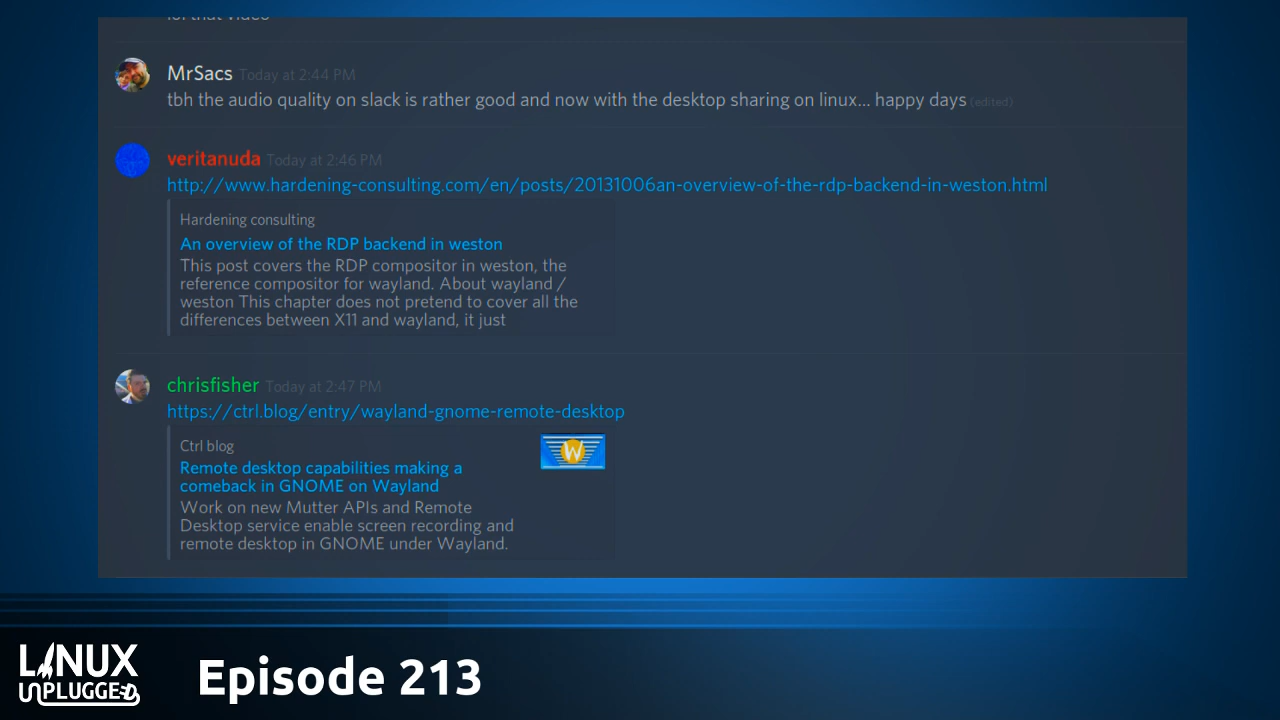 for that video
MrSacs Today at 2:44 PM
tbh the audio quality on slack is rather good and now with the desktop sharing on linux... happy days (edited)
veritanuda Today at 2:46 PM
http://www.hardening-consulting.com/en/posts/20131006an-overview-of-the-rdp-backend-in-weston.html
Hardening consulting
An overview of the RDP backend in weston
This post covers the RDP compositor in weston, the
reference compositor for wayland. About wayland /
weston This chapter does not pretend to cover all the
differences between X11 and wayland, it just
chrisfisher Today at 2:47 PM
https://ctrl.blog/entry/wayland-gnome-remote-desktop
Ctrl blog
W
Remote desktop capabilities making a
comeback in GNOME on Wayland
Work on new Mutter APIs and Remote
Desktop service enable screen recording and
remote desktop in GNOME under Wayland.
LINUX
UNPLUGGED
Episode 213